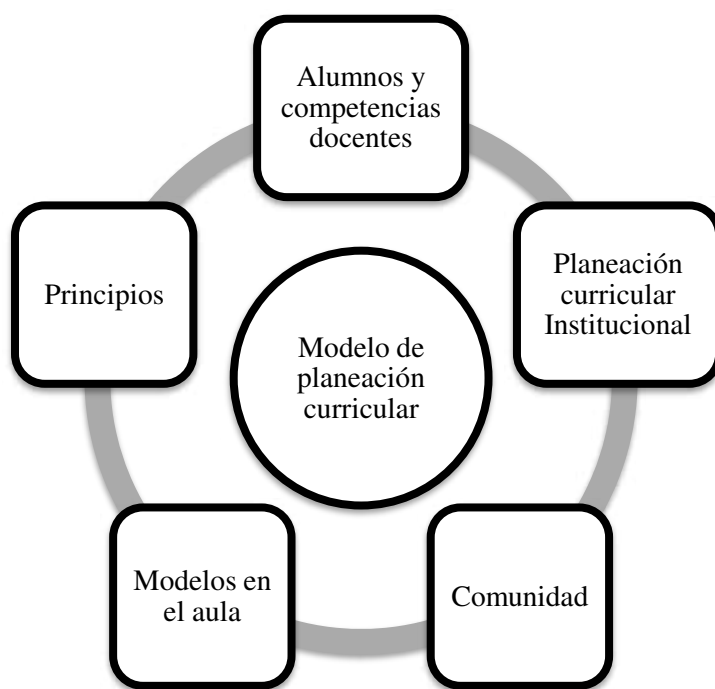 Alumnos y
competencias
docentes
Planeación
curricular
Institucional
Comunidad
Modelos en
el aula
Principios
Modelo de
planeación
curricular